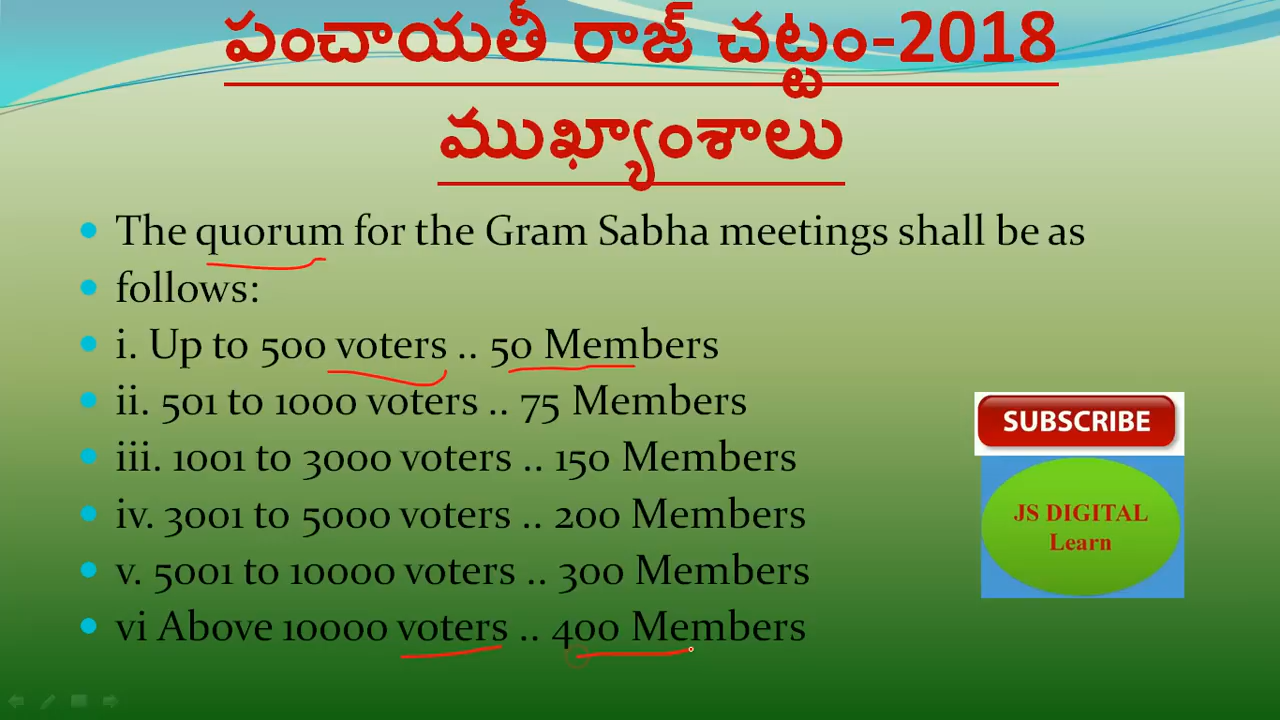 పంచాయతీ రాజ్ చట్టం-2018
ముఖ్యాంశాలు
The quorum for the Gram Sabha meetings shall be as
follows:
i. Up to 500 voters .. 50 Members
ii. 501 to 1000 voters .. 75 Members
iii. 1001 to 3000 voters .. 150 Members
iv. 3001 to 5000 voters .. 200 Members
v. 5001 to 10000 voters .. 300 Members
vi Above 10000 voters .. 400 Members
SUBSCRIBE
JS DIGITAL
Learn